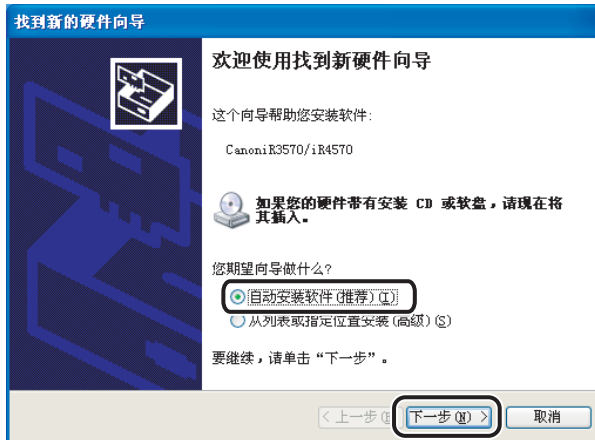 找到新的硬件向导
欢迎使用找到新硬件向导
这个向导帮助您安装软件:
CanoniR3570/iR4570
如果您的硬件带有安装 CD 或软盘，请现在将
其插入。
您期望向导做什么?
自动安装软件(推荐)(I)
从列表或指定位置安装(高级)(S)
要继续，请单击“下一步”。
<上一步(B) 下一步(N) > 取消